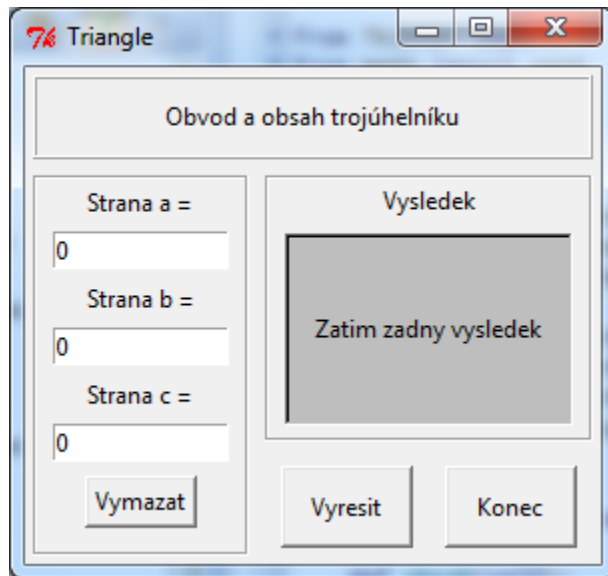 Triangle
Obvod a obsah trojúhelníku
Strana a =
0
Strana b =
0
Strana c =
0
Vymazat
Vysledek
Zatim zadny vysledek
Vyresit
Konec